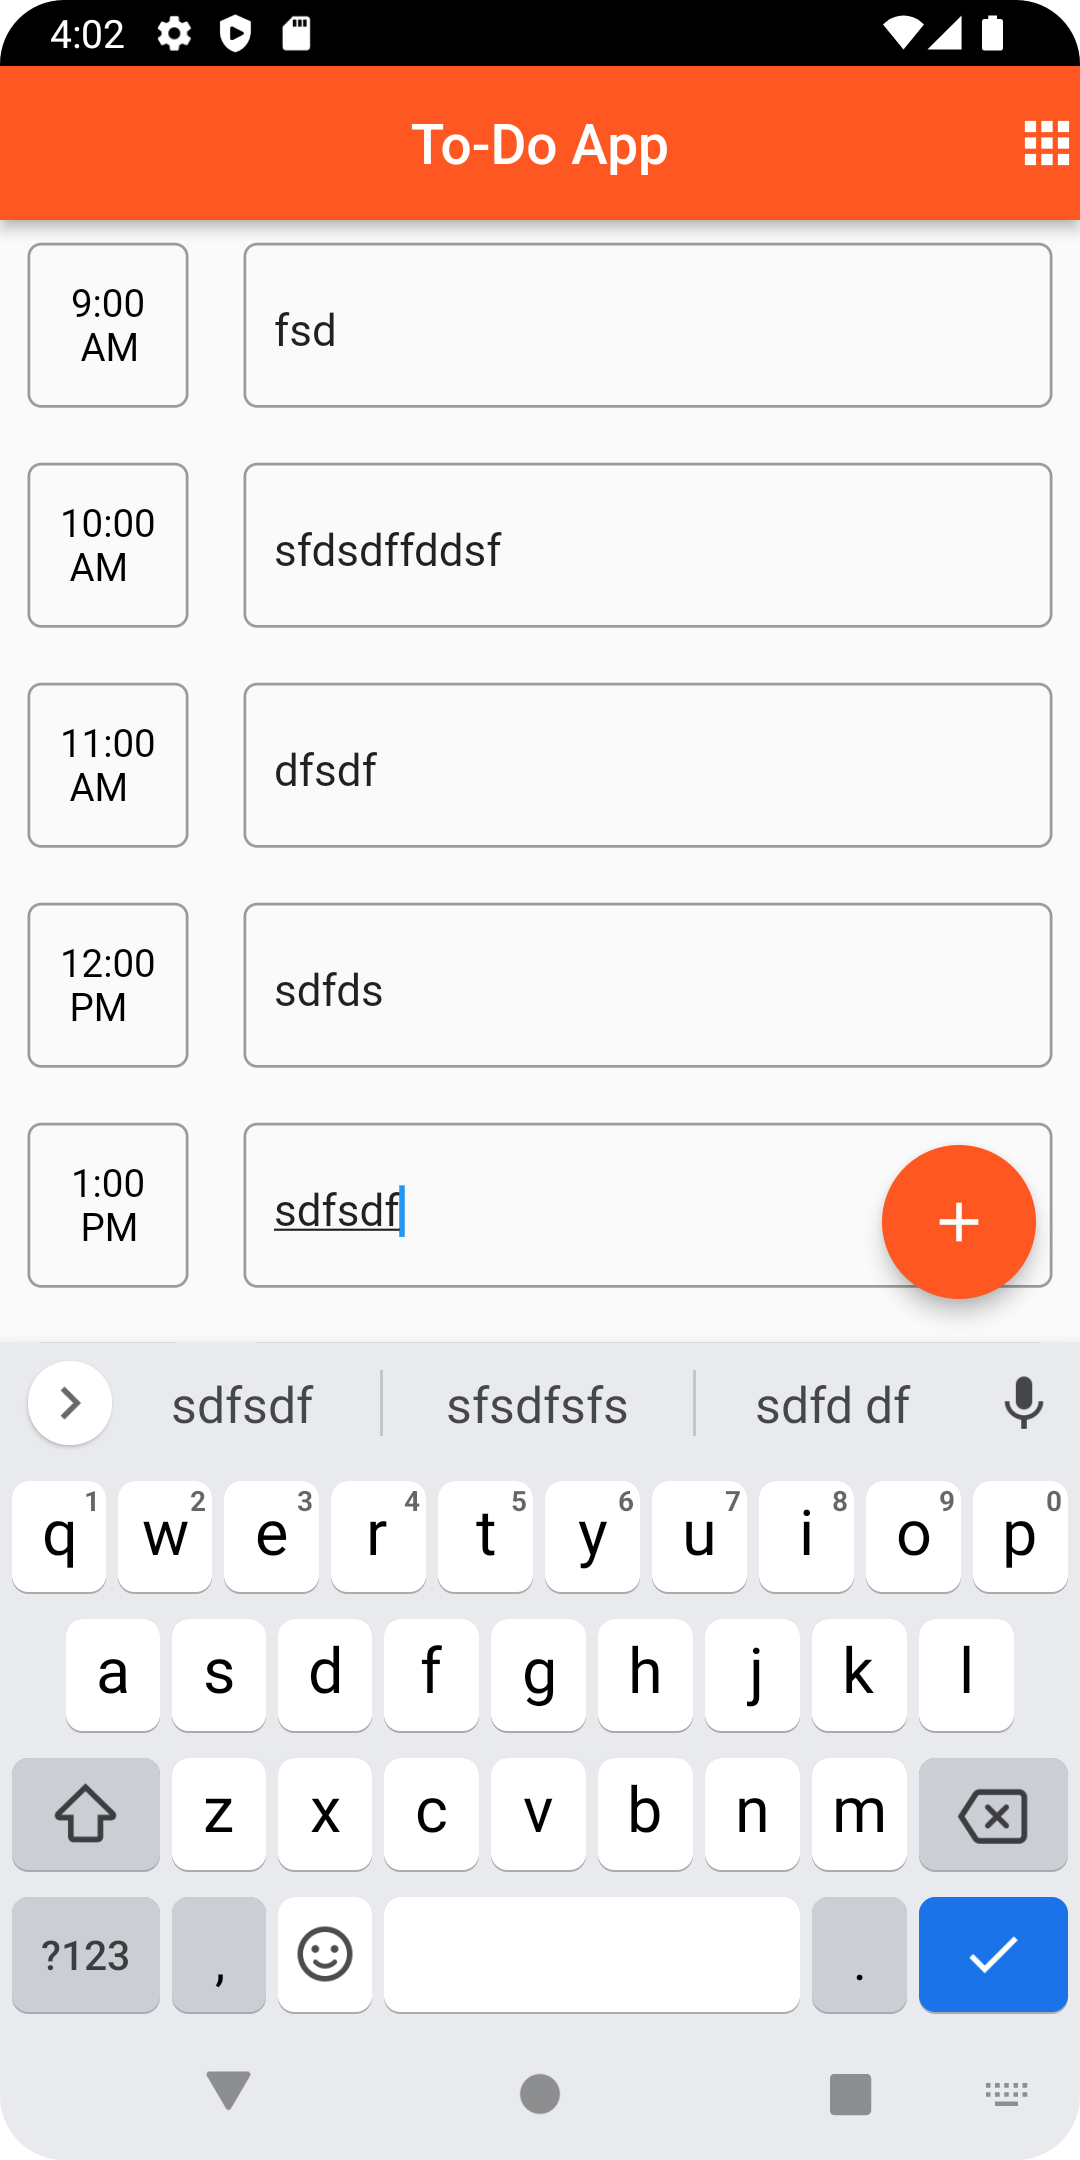 4:02
To-Do App
9:00
AM
fsd
10:00
AM
sfdsdffddsf
11:00
AM
dfsdf
12:00
PM
sdfds
1:00
PM
sdfsdf
sdfsdf sfsdfsfs sdfd df
q 1 w 2 e 3 r 4 t 5 y 6 u 7 i 8 o 9 p 0
a s d f g h j k l
z x c v b n m
?123 , .